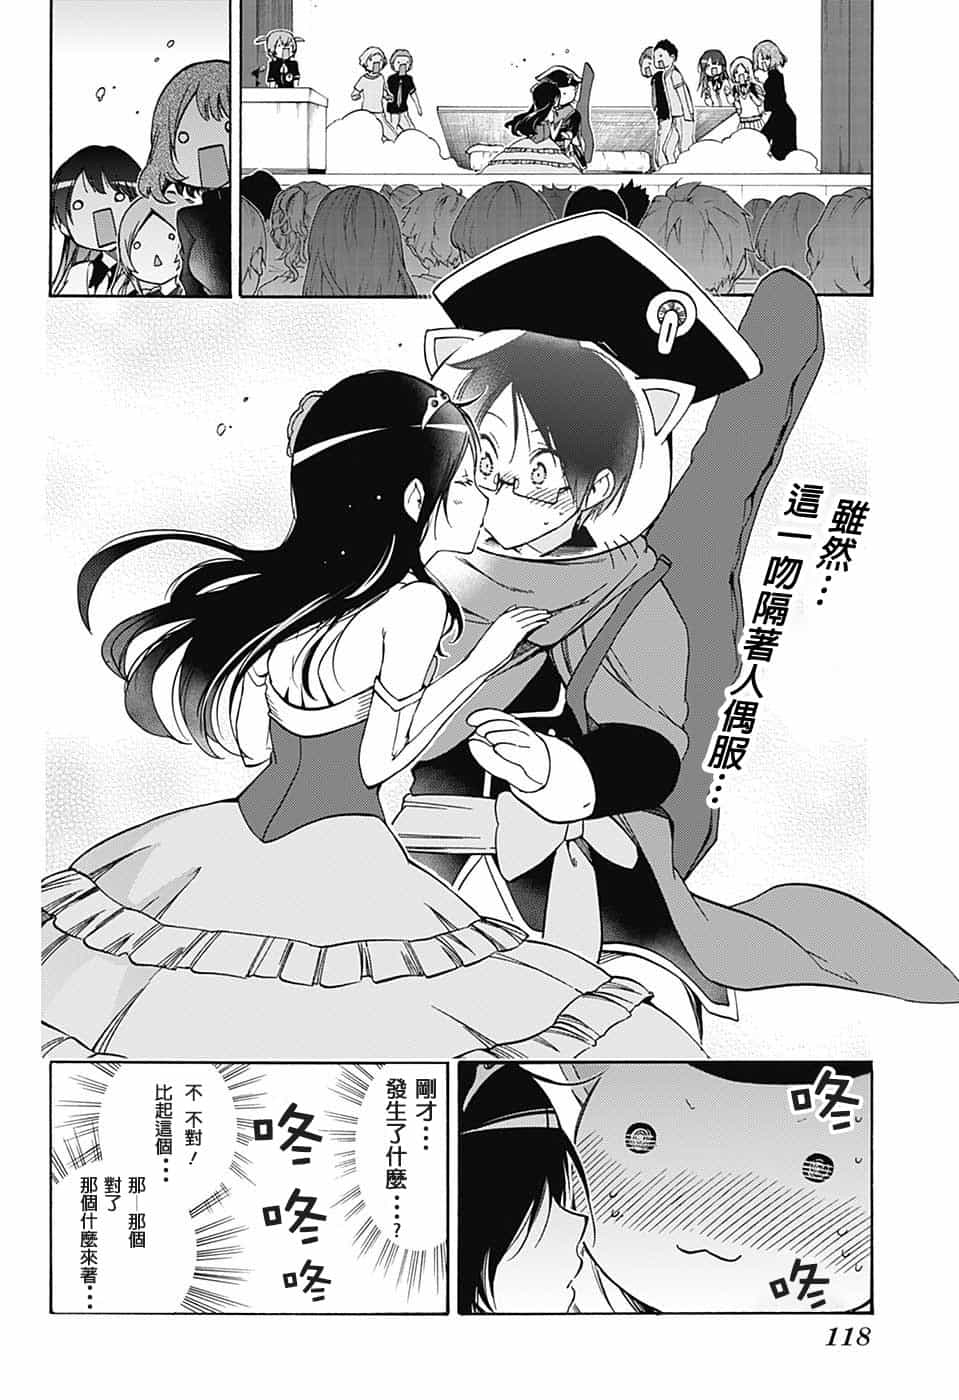 雖然…
這一吻隔著人偶服…
咚
咚
剛才…
發生了什麼…?
咚
咚
咚
不 不對!
比起這個…
那─那個
對了
那個什麼來著…
118